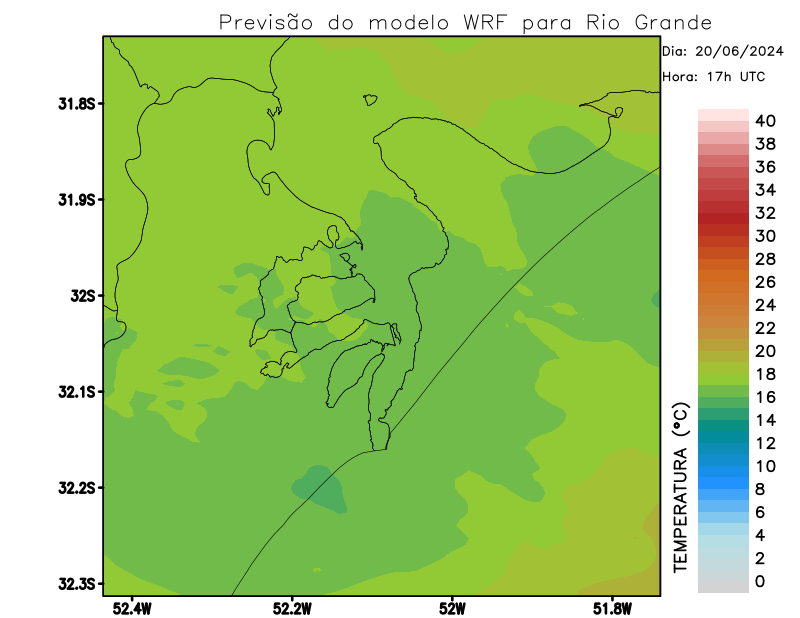 Previsão do modelo WRF para Rio Grande
Dia: 20/06/2024
Hora: 17h UTC
31.8S
31.9S
32S
32.1S
32.2S
32.3S
52.4W
52.2W
52W
51.8W
TEMPERATURA (°C)
40
38
36
34
32
30
28
26
24
22
20
18
16
14
12
10
8
6
4
2
0